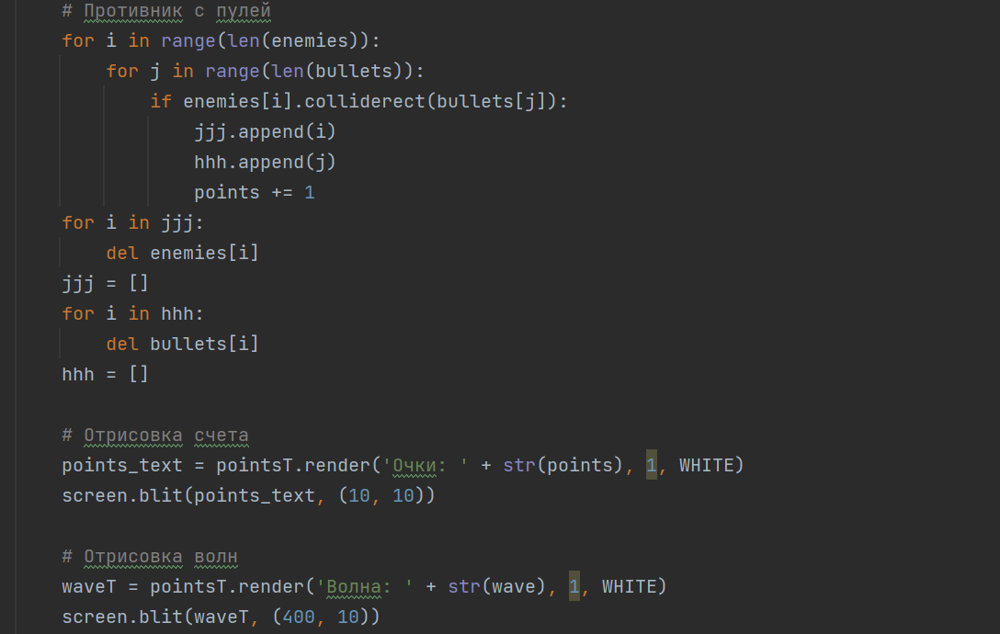 # Противник с пулей
for i in range(len(enemies)):
    for j in range(len(bullets)):
        if enemies[i].colliderect(bullets[j]):
            jjj.append(i)
            hhh.append(j)
            points += 1
for i in jjj:
    del enemies[i]
jjj = []
for i in hhh:
    del bullets[i]
hhh = []

# Отрисовка счета
points_text = pointsT.render('Очки: ' + str(points), 1, WHITE)
screen.blit(points_text, (10, 10))

# Отрисовка волн
waveT = pointsT.render('Волна: ' + str(wave), 1, WHITE)
screen.blit(waveT, (400, 10))